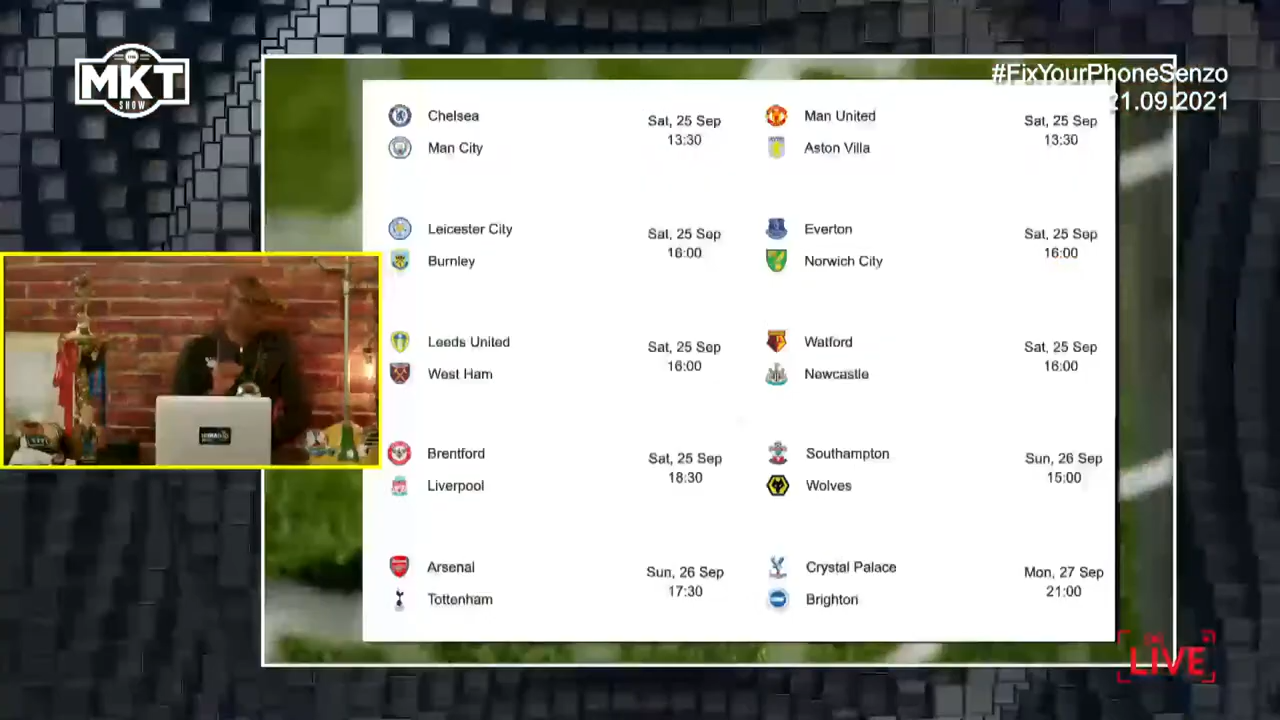 THE
MKT
SHOW
#FixYourPhoneSenzo
21.09.2021
Chelsea
Man City
Sat, 25 Sep
13:30
Man United
Aston Villa
Sat, 25 Sep
13:30
Leicester City
Burnley
Sat, 25 Sep
16:00
Everton
Norwich City
Sat, 25 Sep
16:00
Leeds United
West Ham
Sat, 25 Sep
16:00
Watford
Newcastle
Sat, 25 Sep
16:00
Brentford
Liverpool
Sat, 25 Sep
18:30
Southampton
Wolves
Sun, 26 Sep
15:00
Arsenal
Tottenham
Sun, 26 Sep
17:30
Crystal Palace
Brighton
Mon, 27 Sep
21:00
LIVE